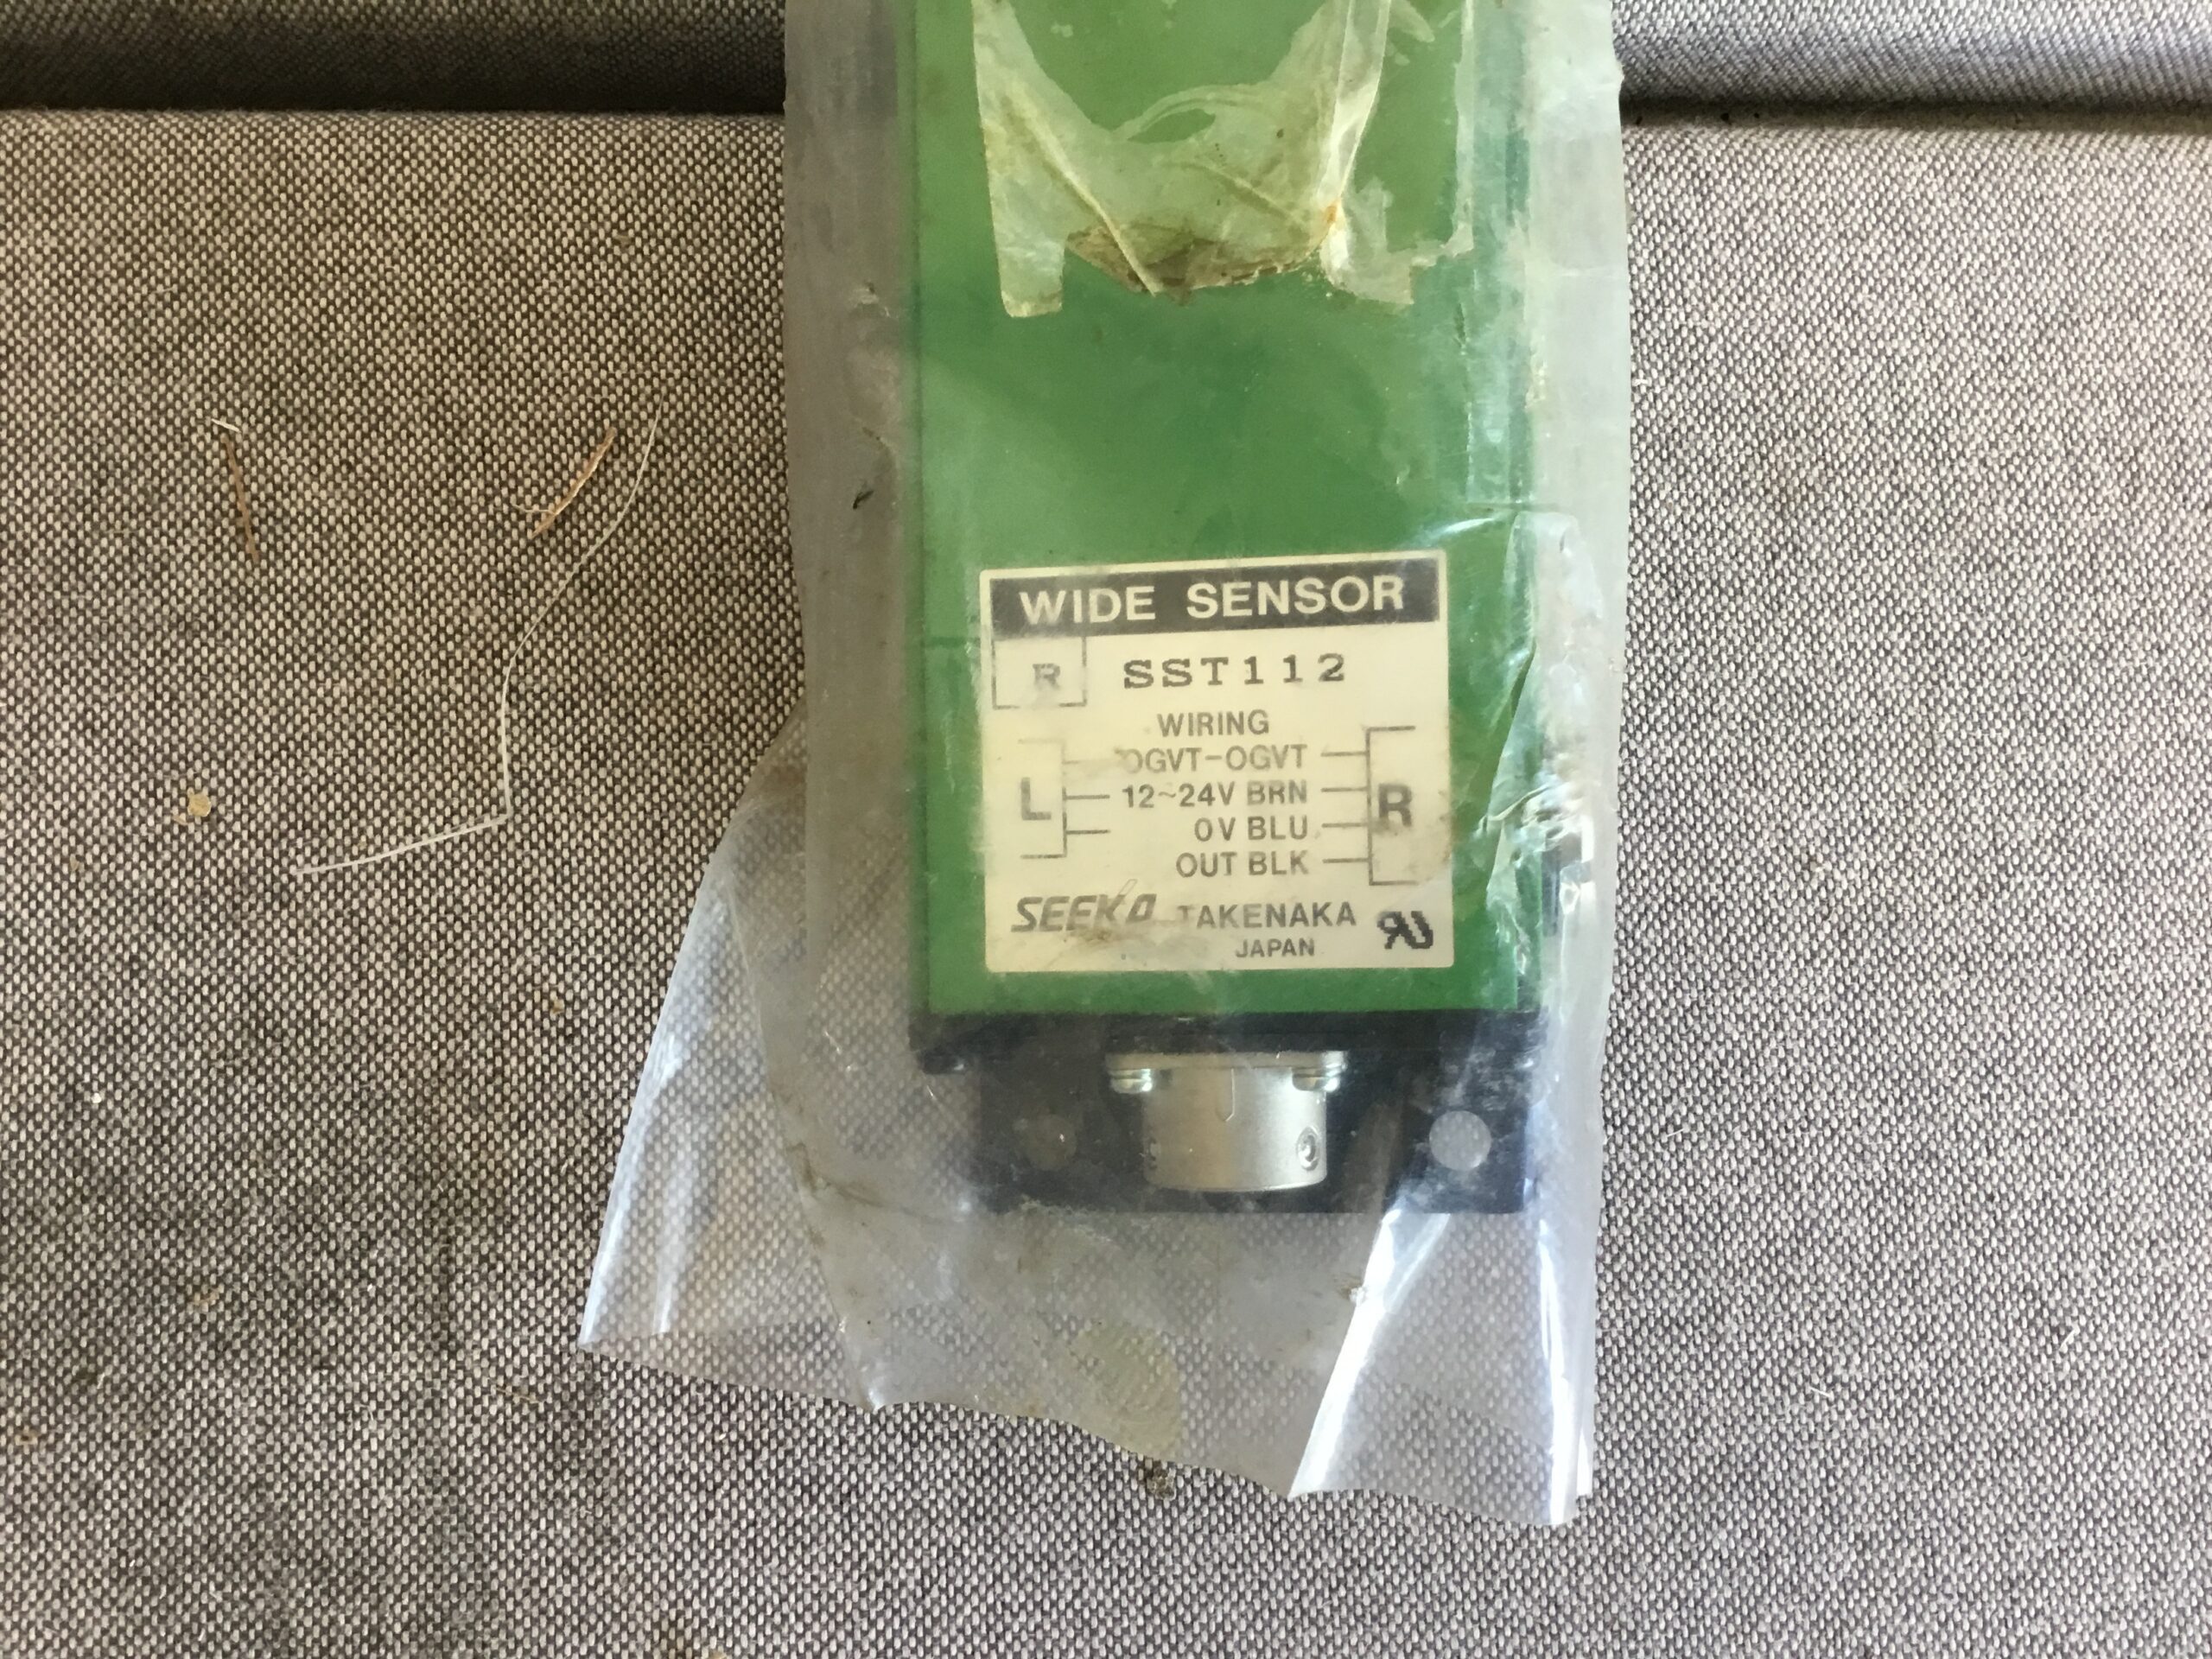 WIDE SENSOR
R SST112
WIRING
OGVT-OGVT
12~24V BRN
L R
0V BLU
OUT BLK
SEEKA TAKENAKA
JAPAN